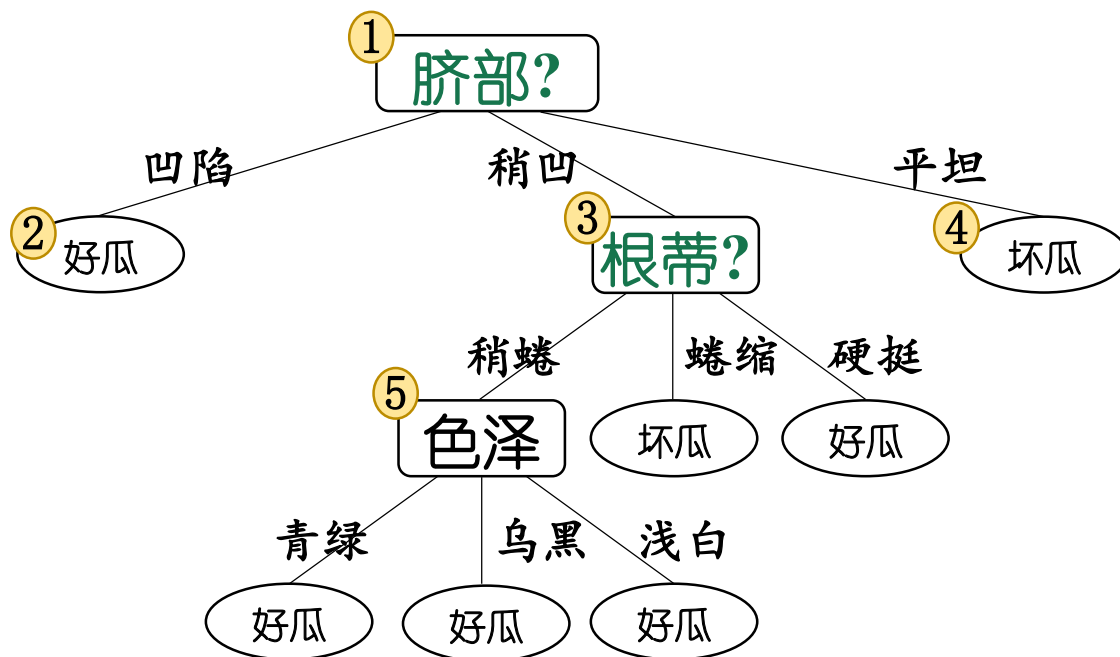 1
脐部?
凹陷
稍凹
平坦
2
好瓜
3
根蒂?
4
坏瓜
稍蜷
蜷缩
硬挺
5
色泽
坏瓜
好瓜
青绿
乌黑
浅白
好瓜
好瓜
好瓜